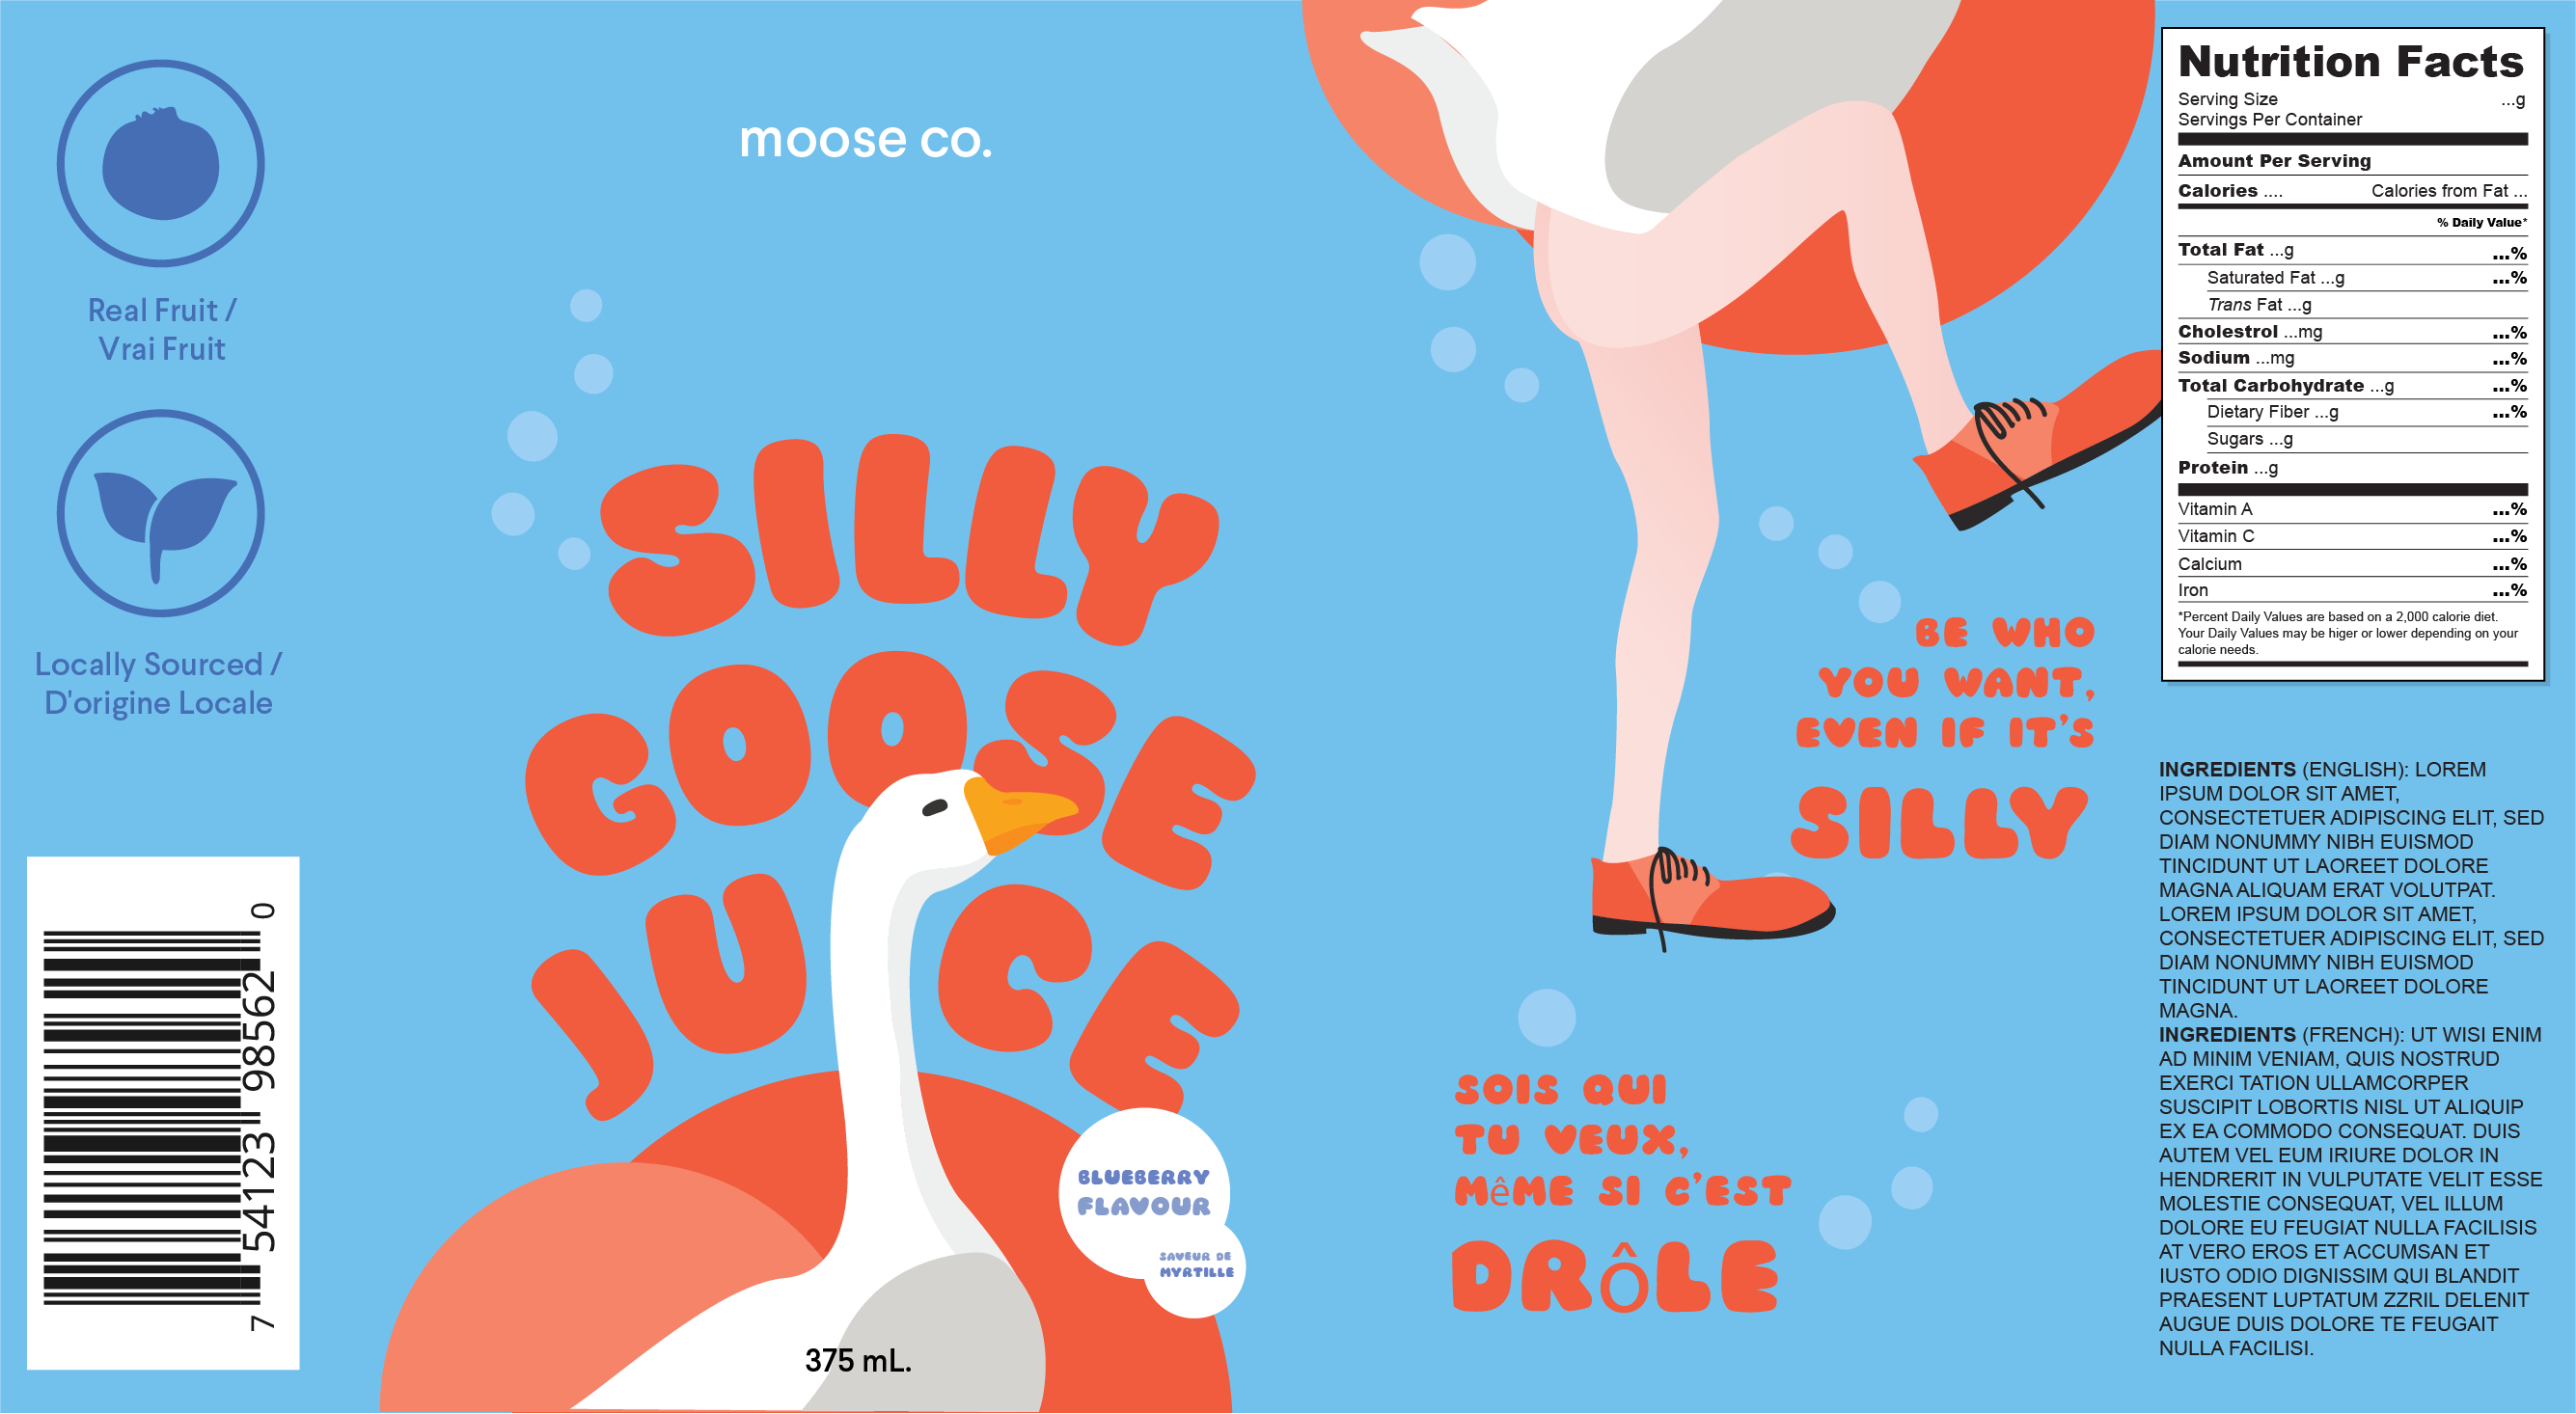 Real Fruit /
Vrai Fruit
Locally Sourced /
D'origine Locale
7 54123 98562 0
moose co.
SILLY
GOOSE
JUICE
BLUEBERRY
FLAVOUR
SAVEUR DE
MYRTILLE
375 mL.
BE WHO
YOU WANT,
EVEN IF IT'S
SILLY
SOIS QUI
TU VEUX,
MêME SI C'EST
DRÔLE
Nutrition Facts
Serving Size ...g
Servings Per Container
Amount Per Serving
Calories .... Calories from Fat ...
% Daily Value*
Total Fat ...g ...%
Saturated Fat ...g ...%
Trans Fat ...g
Cholestrol ...mg ...%
Sodium ...mg ...%
Total Carbohydrate ...g ...%
Dietary Fiber ...g ...%
Sugars ...g
Protein ...g
Vitamin A ...%
Vitamin C ...%
Calcium ...%
Iron ...%
*Percent Daily Values are based on a 2,000 calorie diet.
Your Daily Values may be higer or lower depending on your
calorie needs.
INGREDIENTS (ENGLISH): LOREM
IPSUM DOLOR SIT AMET,
CONSECTETUER ADIPISCING ELIT, SED
DIAM NONUMMY NIBH EUISMOD
TINCIDUNT UT LAOREET DOLORE
MAGNA ALIQUAM ERAT VOLUTPAT.
LOREM IPSUM DOLOR SIT AMET,
CONSECTETUER ADIPISCING ELIT, SED
DIAM NONUMMY NIBH EUISMOD
TINCIDUNT UT LAOREET DOLORE
MAGNA.
INGREDIENTS (FRENCH): UT WISI ENIM
AD MINIM VENIAM, QUIS NOSTRUD
EXERCI TATION ULLAMCORPER
SUSCIPIT LOBORTIS NISL UT ALIQUIP
EX EA COMMODO CONSEQUAT. DUIS
AUTEM VEL EUM IRIURE DOLOR IN
HENDRERIT IN VULPUTATE VELIT ESSE
MOLESTIE CONSEQUAT, VEL ILLUM
DOLORE EU FEUGIAT NULLA FACILISIS
AT VERO EROS ET ACCUMSAN ET
IUSTO ODIO DIGNISSIM QUI BLANDIT
PRAESENT LUPTATUM ZZRIL DELENIT
AUGUE DUIS DOLORE TE FEUGAIT
NULLA FACILISI.